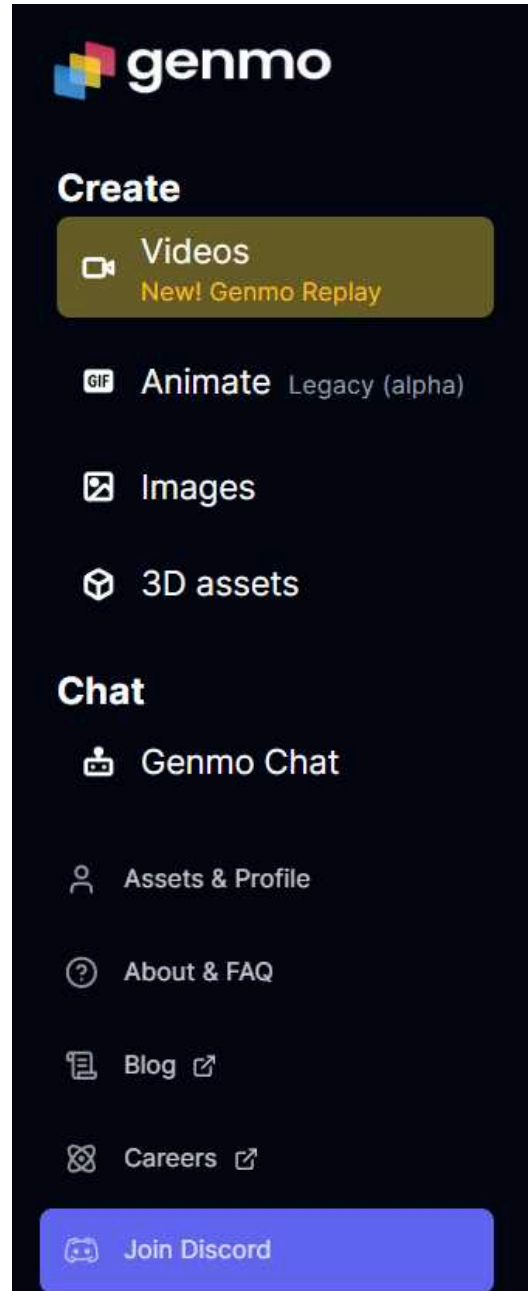 genmo
Create
Videos
New! Genmo Replay
GIF Animate Legacy (alpha)
Images
3D assets
Chat
Genmo Chat
Assets & Profile
About & FAQ
Blog
Careers
Join Discord